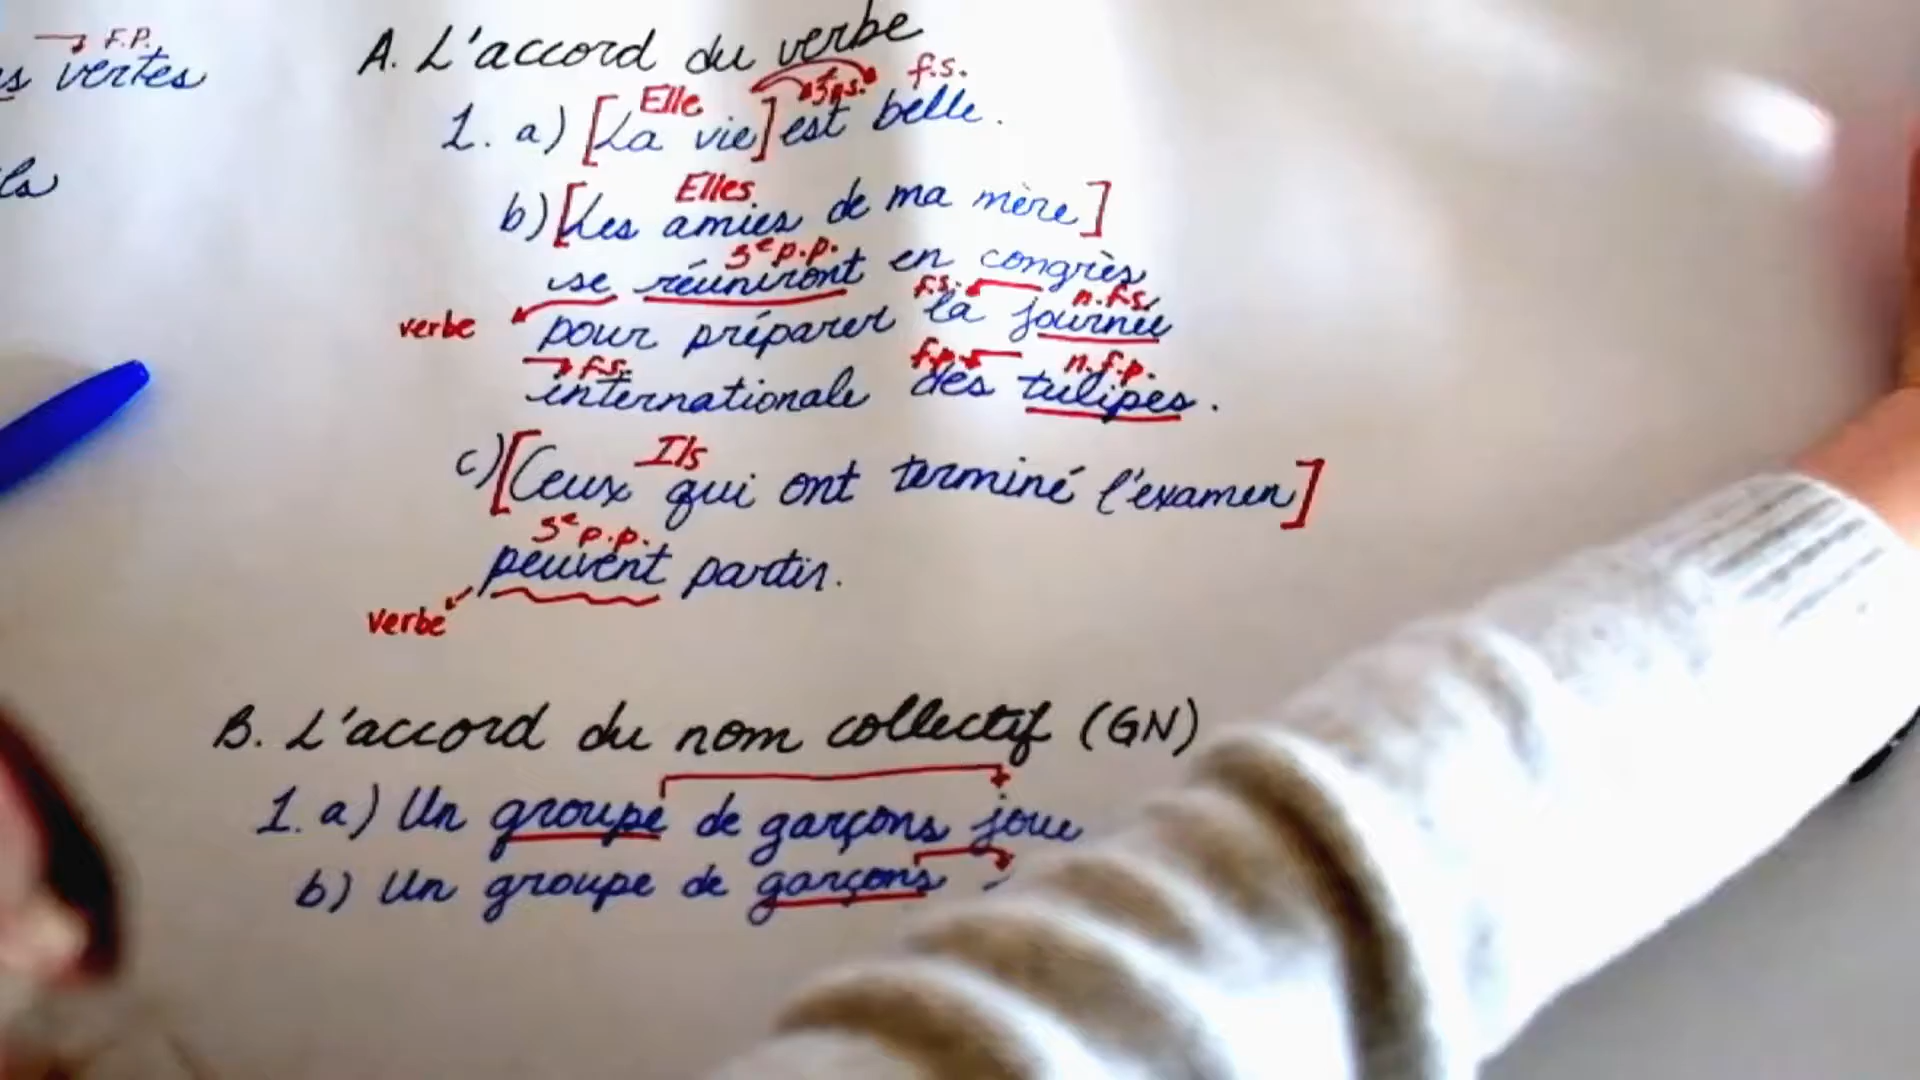 F.P.
s vertes
ls
A. L'accord du verbe
Elle 3e p.s. f.s.
1. a) [La vie] est belle.
Elles
b) [Les amies de ma mère]
3e p.p.
se réuniront en congrès
f.s. n.f.s.
verbe pour préparer la journée
f.s. f.p. n.f.p.
internationale des tulipes.
Ils
c) [Ceux qui ont terminé l'examen]
3e p.p.
peuvent partir.
verbe
B. L'accord du nom collectif (GN)
1. a) Un groupe de garçons joue
b) Un groupe de garçons